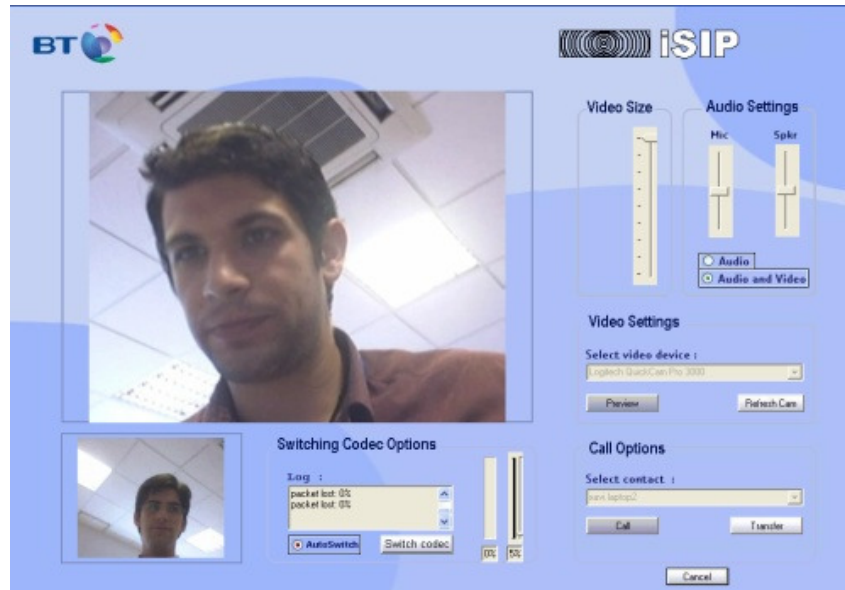 BT
iSIP
Video Size
Audio Settings
Mic
Spkr
Audio
Audio and Video
Video Settings
Select video device :
Logitech QuickCam Pro 3000
Preview
Refresh Cam
Switching Codec Options
Log :
packet lost: 0%
packet lost: 0%
AutoSwitch
Switch codec
0%
5%
Call Options
Select contact :
laptop2
Call
Transfer
Cancel